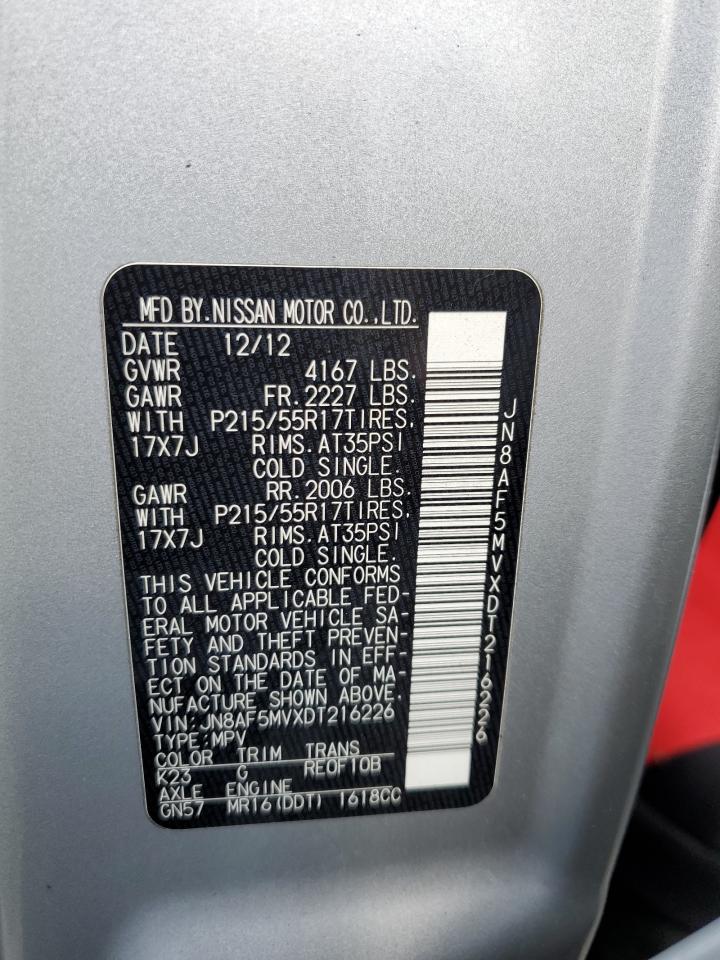 MFD BY.NISSAN MOTOR CO.,LTD.
DATE 12/12
GVWR 4167 LBS.
GAWR FR.2227 LBS.
WITH P215/55R17TIRES,
17X7J RIMS.AT35PSI
COLD SINGLE.
GAWR RR.2006 LBS.
WITH P215/55R17TIRES,
17X7J RIMS.AT35PSI
COLD SINGLE.
THIS VEHICLE CONFORMS
TO ALL APPLICABLE FED-
ERAL MOTOR VEHICLE SA-
FETY AND THEFT PREVEN-
TION STANDARDS IN EFF-
ECT ON THE DATE OF MA-
NUFACTURE SHOWN ABOVE.
VIN:JN8AF5MVXDT216226
TYPE:MPV
COLOR TRIM TRANS
K23 G RE0F10B
AXLE ENGINE
GN57 MR16(DDT) 1618CC
JN8AF5MVXDT216226